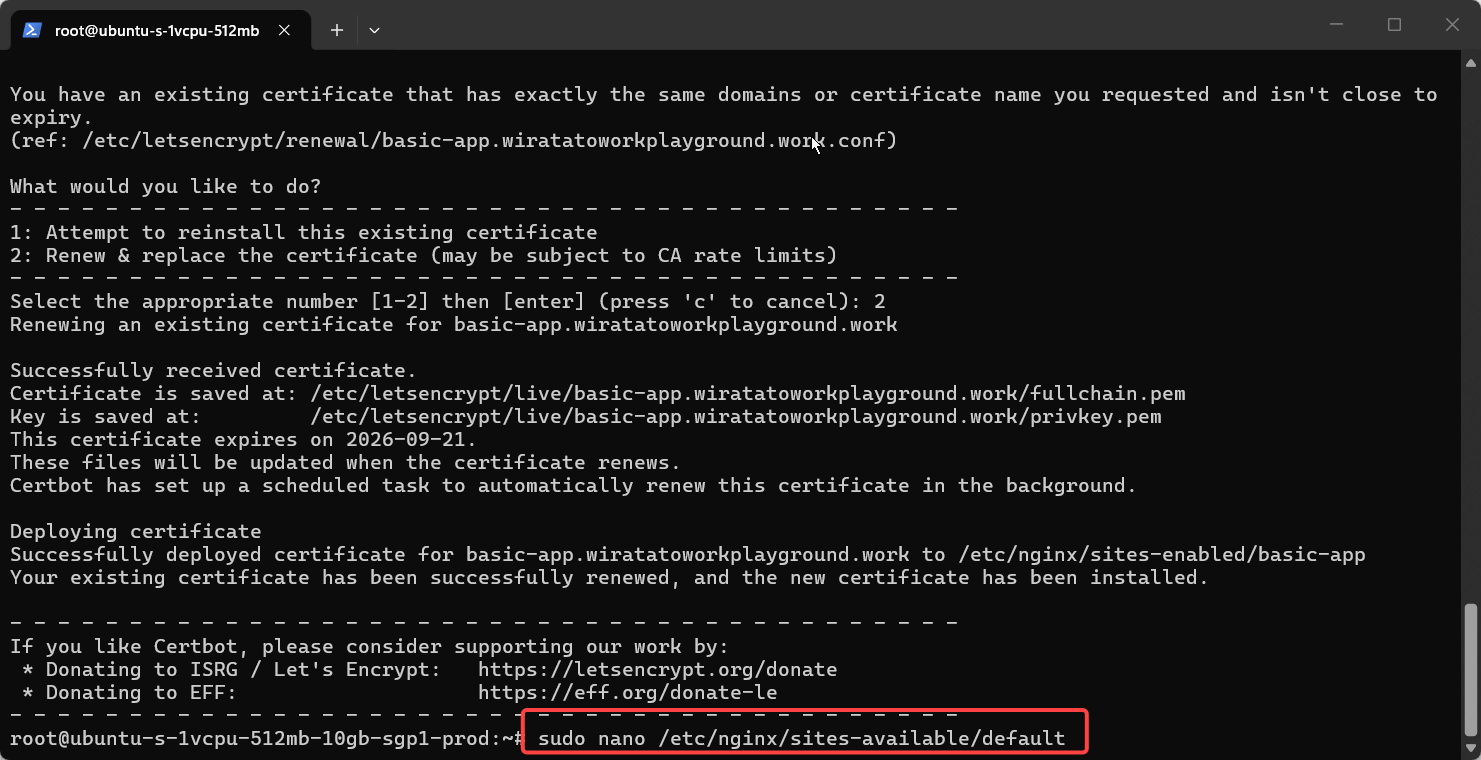 root@ubuntu-s-1vcpu-512mb
You have an existing certificate that has exactly the same domains or certificate name you requested and isn't close to
expiry.
(ref: /etc/letsencrypt/renewal/basic-app.wiratatoworkplayground.work.conf)
What would you like to do?
- - - - - - - - - - - - - - - - - - - - - - - - - - - - - - - - - - - - - - - -
1: Attempt to reinstall this existing certificate
2: Renew & replace the certificate (may be subject to CA rate limits)
- - - - - - - - - - - - - - - - - - - - - - - - - - - - - - - - - - - - - - - -
Select the appropriate number [1-2] then [enter] (press 'c' to cancel): 2
Renewing an existing certificate for basic-app.wiratatoworkplayground.work
Successfully received certificate.
Certificate is saved at: /etc/letsencrypt/live/basic-app.wiratatoworkplayground.work/fullchain.pem
Key is saved at:         /etc/letsencrypt/live/basic-app.wiratatoworkplayground.work/privkey.pem
This certificate expires on 2026-09-21.
These files will be updated when the certificate renews.
Certbot has set up a scheduled task to automatically renew this certificate in the background.
Deploying certificate
Successfully deployed certificate for basic-app.wiratatoworkplayground.work to /etc/nginx/sites-enabled/basic-app
Your existing certificate has been successfully renewed, and the new certificate has been installed.
- - - - - - - - - - - - - - - - - - - - - - - - - - - - - - - - - - - - - - - -
If you like Certbot, please consider supporting our work by:
 * Donating to ISRG / Let's Encrypt:   https://letsencrypt.org/donate
 * Donating to EFF:                    https://eff.org/donate-le
- - - - - - - - - - - - - - - - - - - - - - - - - - - - - - - - - - - - - - - -
root@ubuntu-s-1vcpu-512mb-10gb-sgp1-prod:~# sudo nano /etc/nginx/sites-available/default